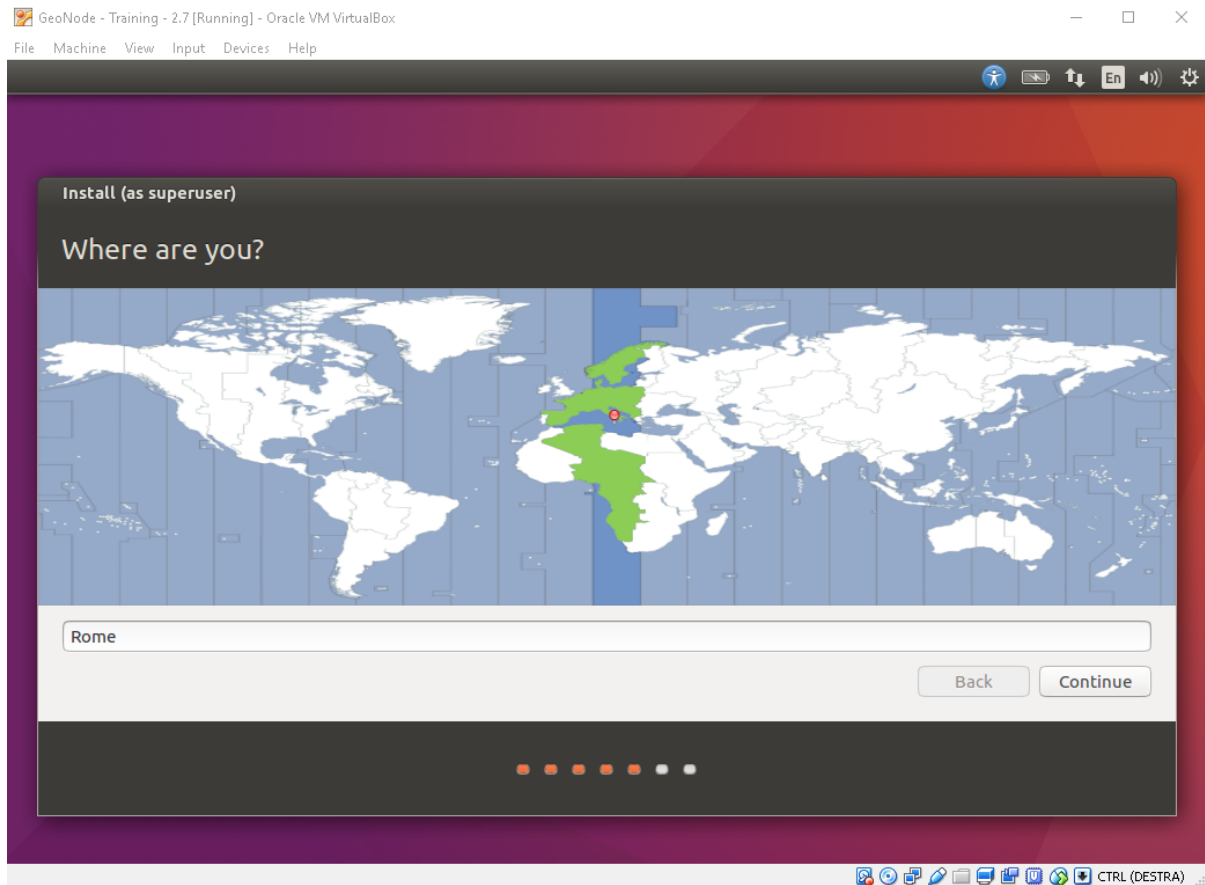 GeoNode - Training - 2.7 [Running] - Oracle VM VirtualBox
File Machine View Input Devices Help
En
Install (as superuser)
Where are you?
Rome
Back Continue
CTRL (DESTRA)